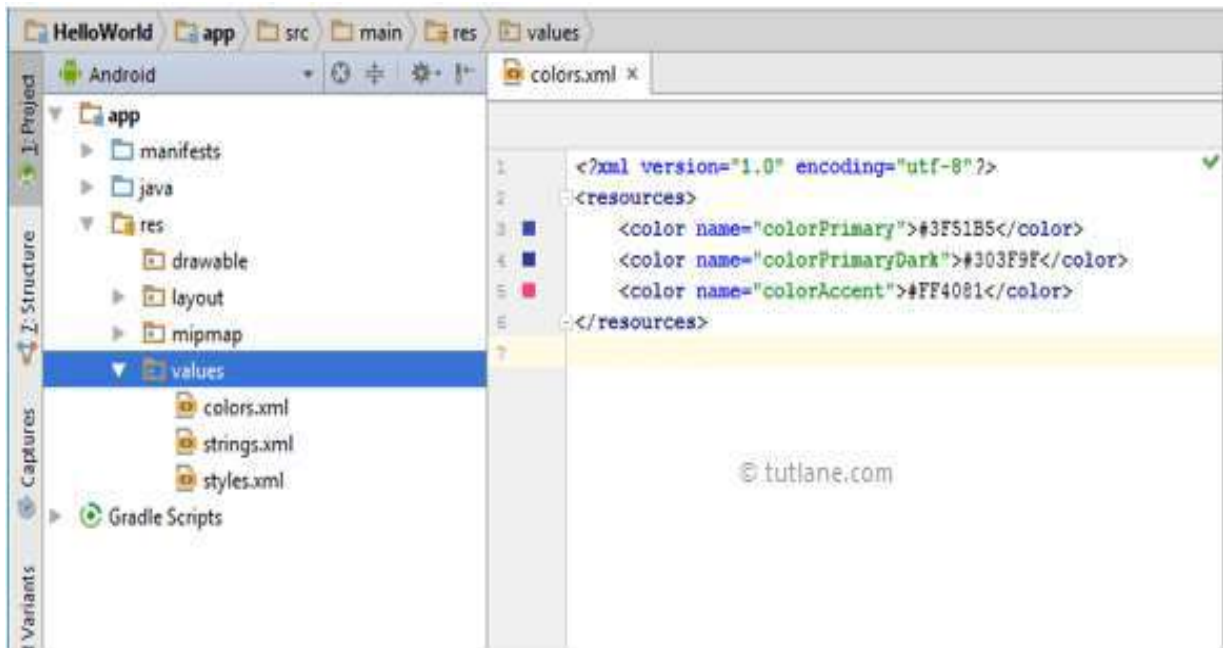 HelloWorld app src main res values
1: Project
Android
colors.xml ×
app
manifests
java
res
drawable
layout
mipmap
values
colors.xml
strings.xml
styles.xml
Gradle Scripts
2: Structure
Captures
Variants
1 <?xml version="1.0" encoding="utf-8"?>
2 <resources>
3 <color name="colorPrimary">#3F51B5</color>
4 <color name="colorPrimaryDark">#303F9F</color>
5 <color name="colorAccent">#FF4081</color>
6 </resources>
7
© tutlane.com